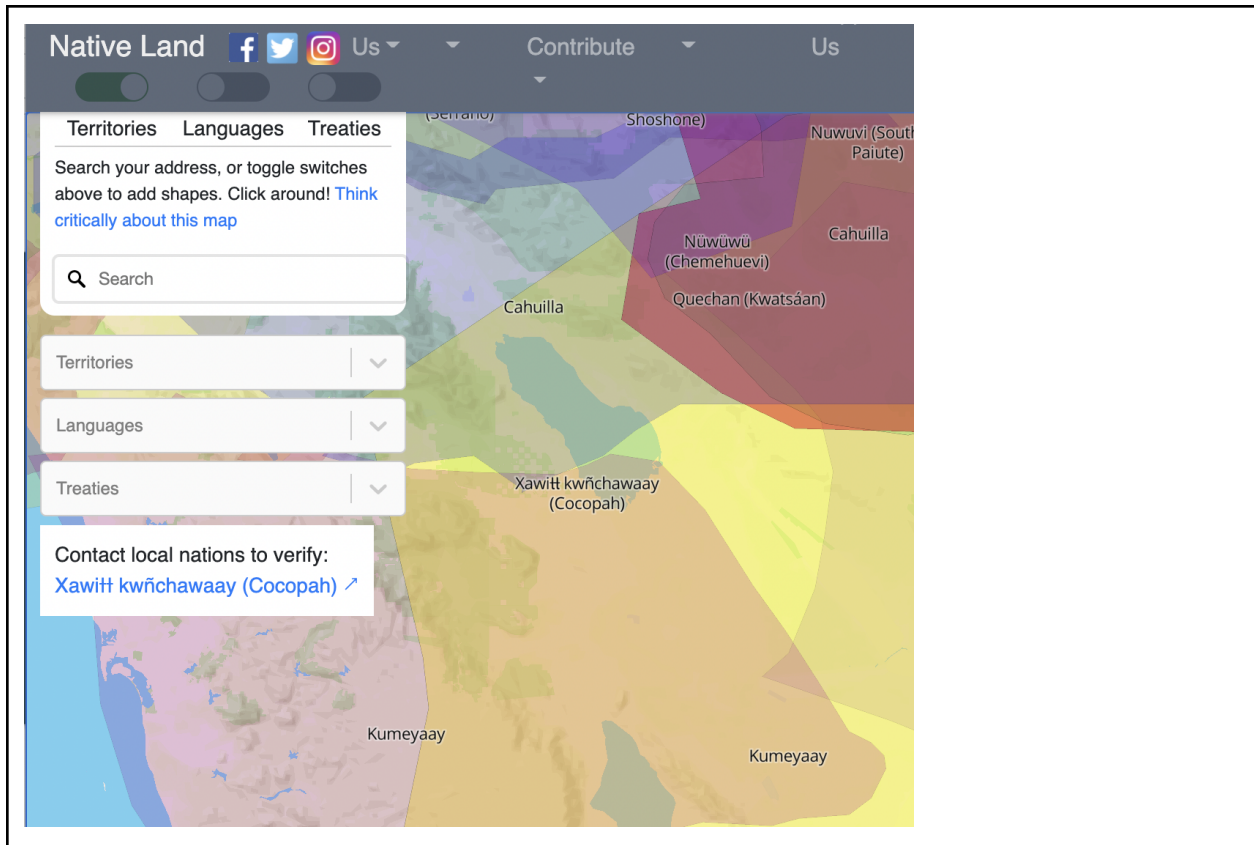 Native Land
Us
Contribute
Us
Territories Languages Treaties
Search your address, or toggle switches
above to add shapes. Click around! Think
critically about this map
Search
Territories
Languages
Treaties
Contact local nations to verify:
Xawiƚƚ kwñchawaay (Cocopah) ↗
(Serrano)
Shoshone)
Nuwuvi (South
Paiute)
Cahuilla
Nüwüwü
(Chemehuevi)
Quechan (Kwatsáan)
Cahuilla
Xawiƚƚ kwñchawaay
(Cocopah)
Kumeyaay
Kumeyaay